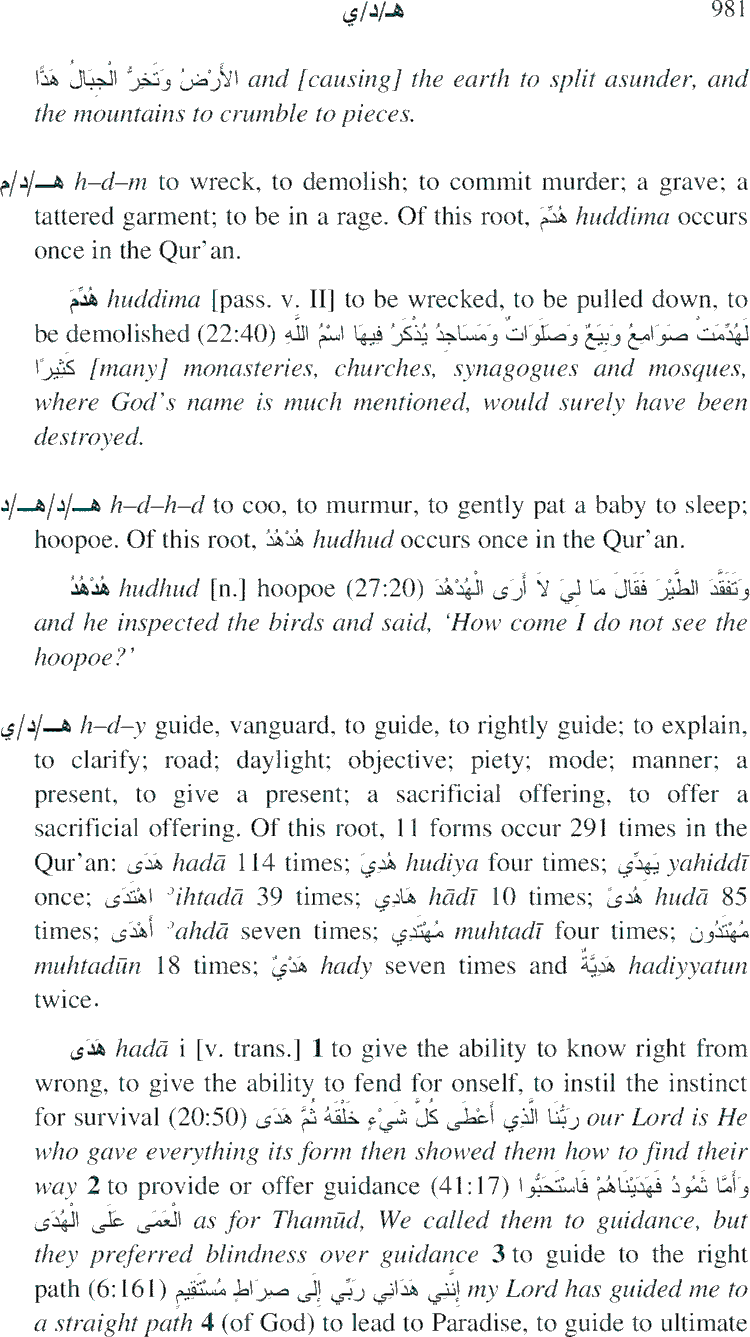 هـ/د/ي 981
الأَرْضُ وَتَخِرُّ الْجِبَالُ هَدًّا and [causing] the earth to split asunder, and
the mountains to crumble to pieces.
هـ/د/م h–d–m to wreck, to demolish; to commit murder; a grave; a
tattered garment; to be in a rage. Of this root, هُدِّمَ huddima occurs
once in the Qur’an.
هُدِّمَ huddima [pass. v. II] to be wrecked, to be pulled down, to
be demolished (22:40) لَهُدِّمَتْ صَوَامِعُ وَبِيَعٌ وَصَلَوَاتٌ وَمَسَاجِدُ يُذْكَرُ فِيهَا اسْمُ اللَّهِ
كَثِيرًا [many] monasteries, churches, synagogues and mosques,
where God’s name is much mentioned, would surely have been
destroyed.
هـ/د/هـ/د h–d–h–d to coo, to murmur, to gently pat a baby to sleep;
hoopoe. Of this root, هُدْهُدُ hudhud occurs once in the Qur’an.
هُدْهُدُ hudhud [n.] hoopoe (27:20) وَتَفَقَّدَ الطَّيْرَ فَقَالَ مَا لِيَ لاَ أَرَى الْهُدْهُدَ
and he inspected the birds and said, ‘How come I do not see the
hoopoe?’
هـ/د/ي h–d–y guide, vanguard, to guide, to rightly guide; to explain,
to clarify; road; daylight; objective; piety; mode; manner; a
present, to give a present; a sacrificial offering, to offer a
sacrificial offering. Of this root, 11 forms occur 291 times in the
Qur’an: هَدَى hadā 114 times; هُدِيَ hudiya four times; يَهِدِّي yahiddī
once; اهْتَدَى ʾihtadā 39 times; هَادِي hādī 10 times; هُدىً hudā 85
times; أَهْدَى ʾahdā seven times; مُهْتَدِي muhtadī four times; مُهْتَدُون
muhtadūn 18 times; هَدْيٌ hady seven times and هَدِيَّةٌ hadiyyatun
twice.
هَدَى hadā i [v. trans.] 1 to give the ability to know right from
wrong, to give the ability to fend for onself, to instil the instinct
for survival (20:50) رَبُّنَا الَّذِي أَعْطَى كُلَّ شَيْءٍ خَلْقَهُ ثُمَّ هَدَى our Lord is He
who gave everything its form then showed them how to find their
way 2 to provide or offer guidance (41:17) وَأَمَّا ثَمُودُ فَهَدَيْنَاهُمْ فَاسْتَحَبُّوا
الْعَمَى عَلَى الْهُدَى as for Thamūd, We called them to guidance, but
they preferred blindness over guidance 3 to guide to the right
path (6:161) إِنَّنِي هَدَانِي رَبِّي إِلَى صِرَاطٍ مُسْتَقِيمٍ my Lord has guided me to
a straight path 4 (of God) to lead to Paradise, to guide to ultimate